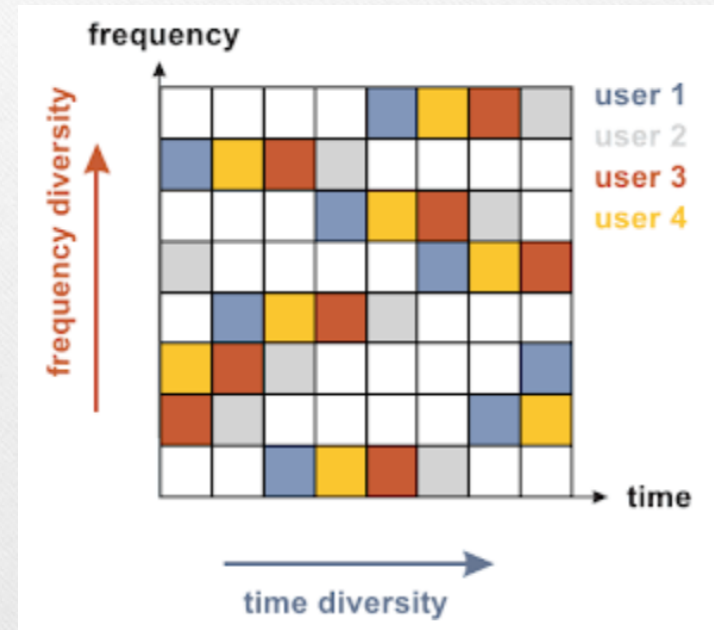 frequency
frequency diversity
user 1
user 2
user 3
user 4
time
time diversity